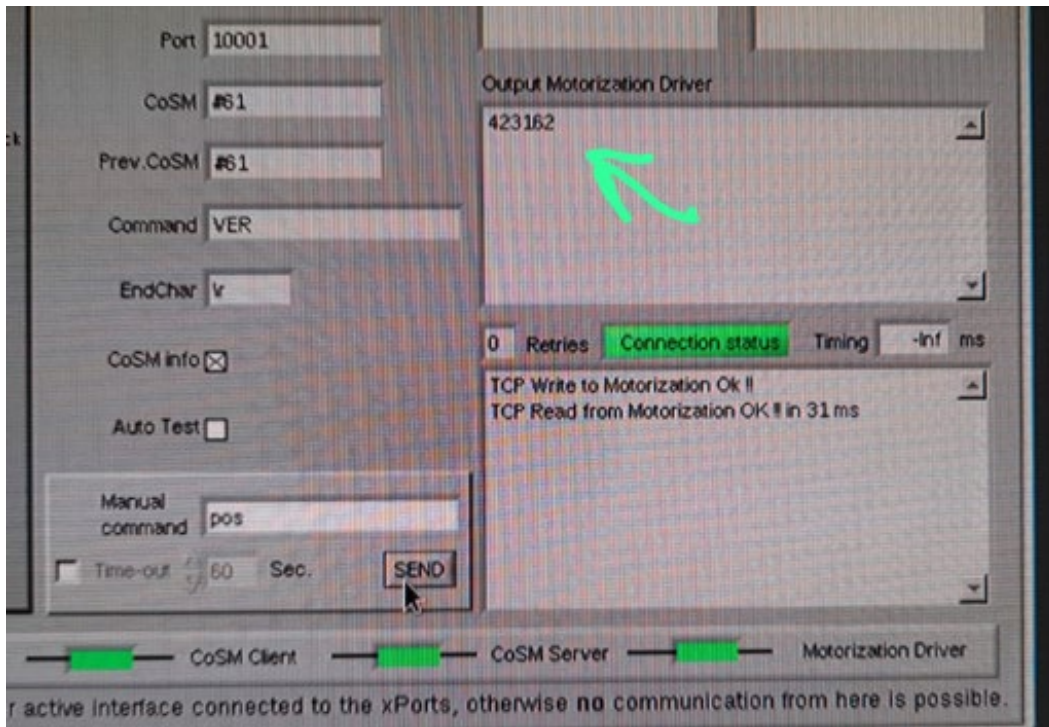 Port 10001
CoSM #61
Prev.CoSM #61
Command VER
EndChar \r
CoSM info
Auto Test
Manual command pos
Time-out 60 Sec. SEND
Output Motorization Driver
423162
0 Retries Connection status Timing -Inf ms
TCP Write to Motorization Ok !!
TCP Read from Motorization OK !! in 31 ms
CoSM Client CoSM Server Motorization Driver
r active interface connected to the xPorts, otherwise no communication from here is possible.